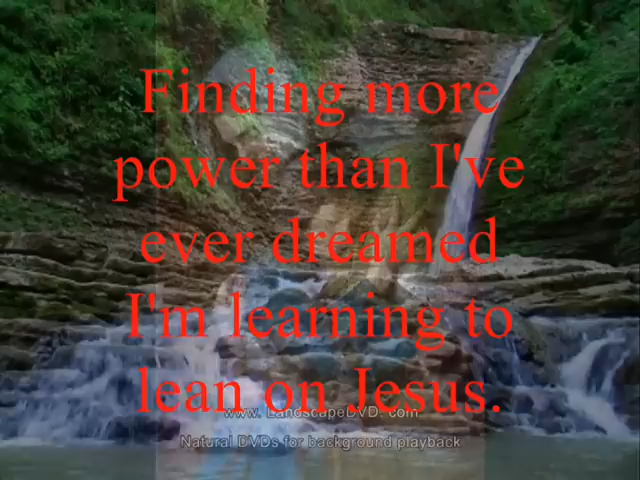 Finding more
power than I've
ever dreamed
I'm learning to
lean on Jesus.
www. LandscapeDVD. com
Natural DVDs for background playback